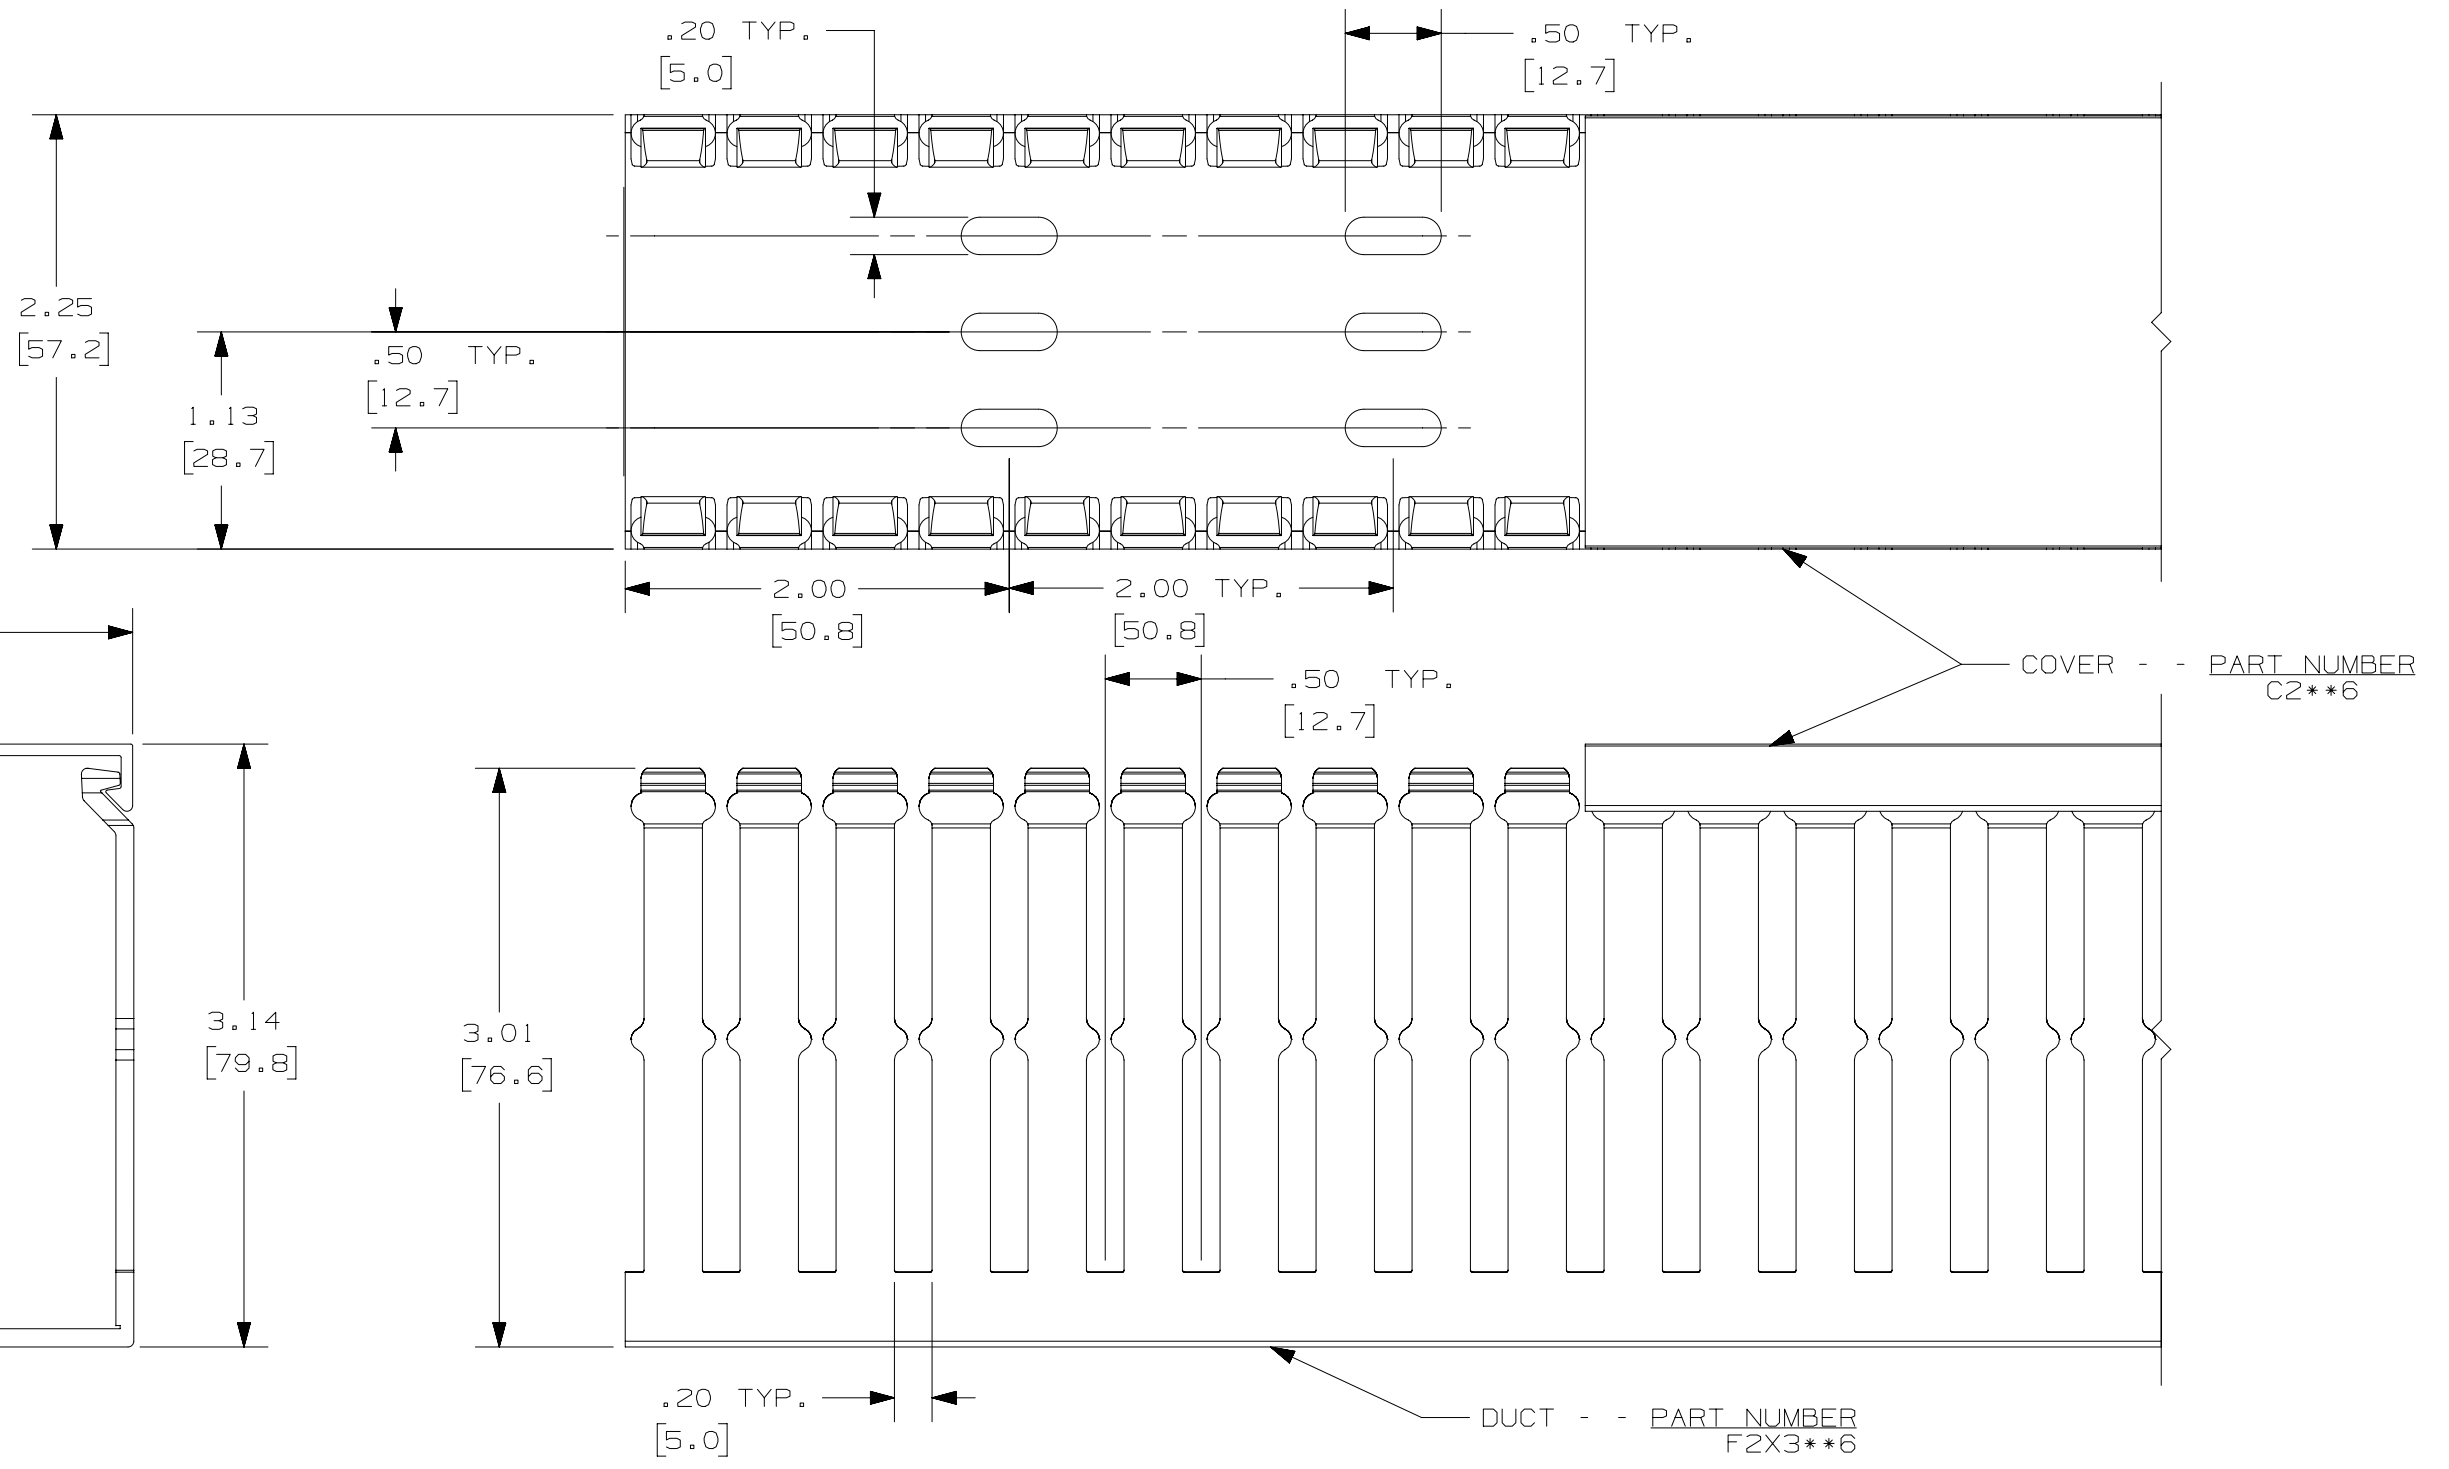 .20 TYP.
[5.0]
.50 TYP.
[12.7]
2.25
[57.2]
.50 TYP.
[12.7]
1.13
[28.7]
2.00
[50.8]
2.00 TYP.
[50.8]
COVER - - PART NUMBER
C2**6
.50 TYP.
[12.7]
3.14
[79.8]
3.01
[76.6]
.20 TYP.
[5.0]
DUCT - - PART NUMBER
F2X3**6